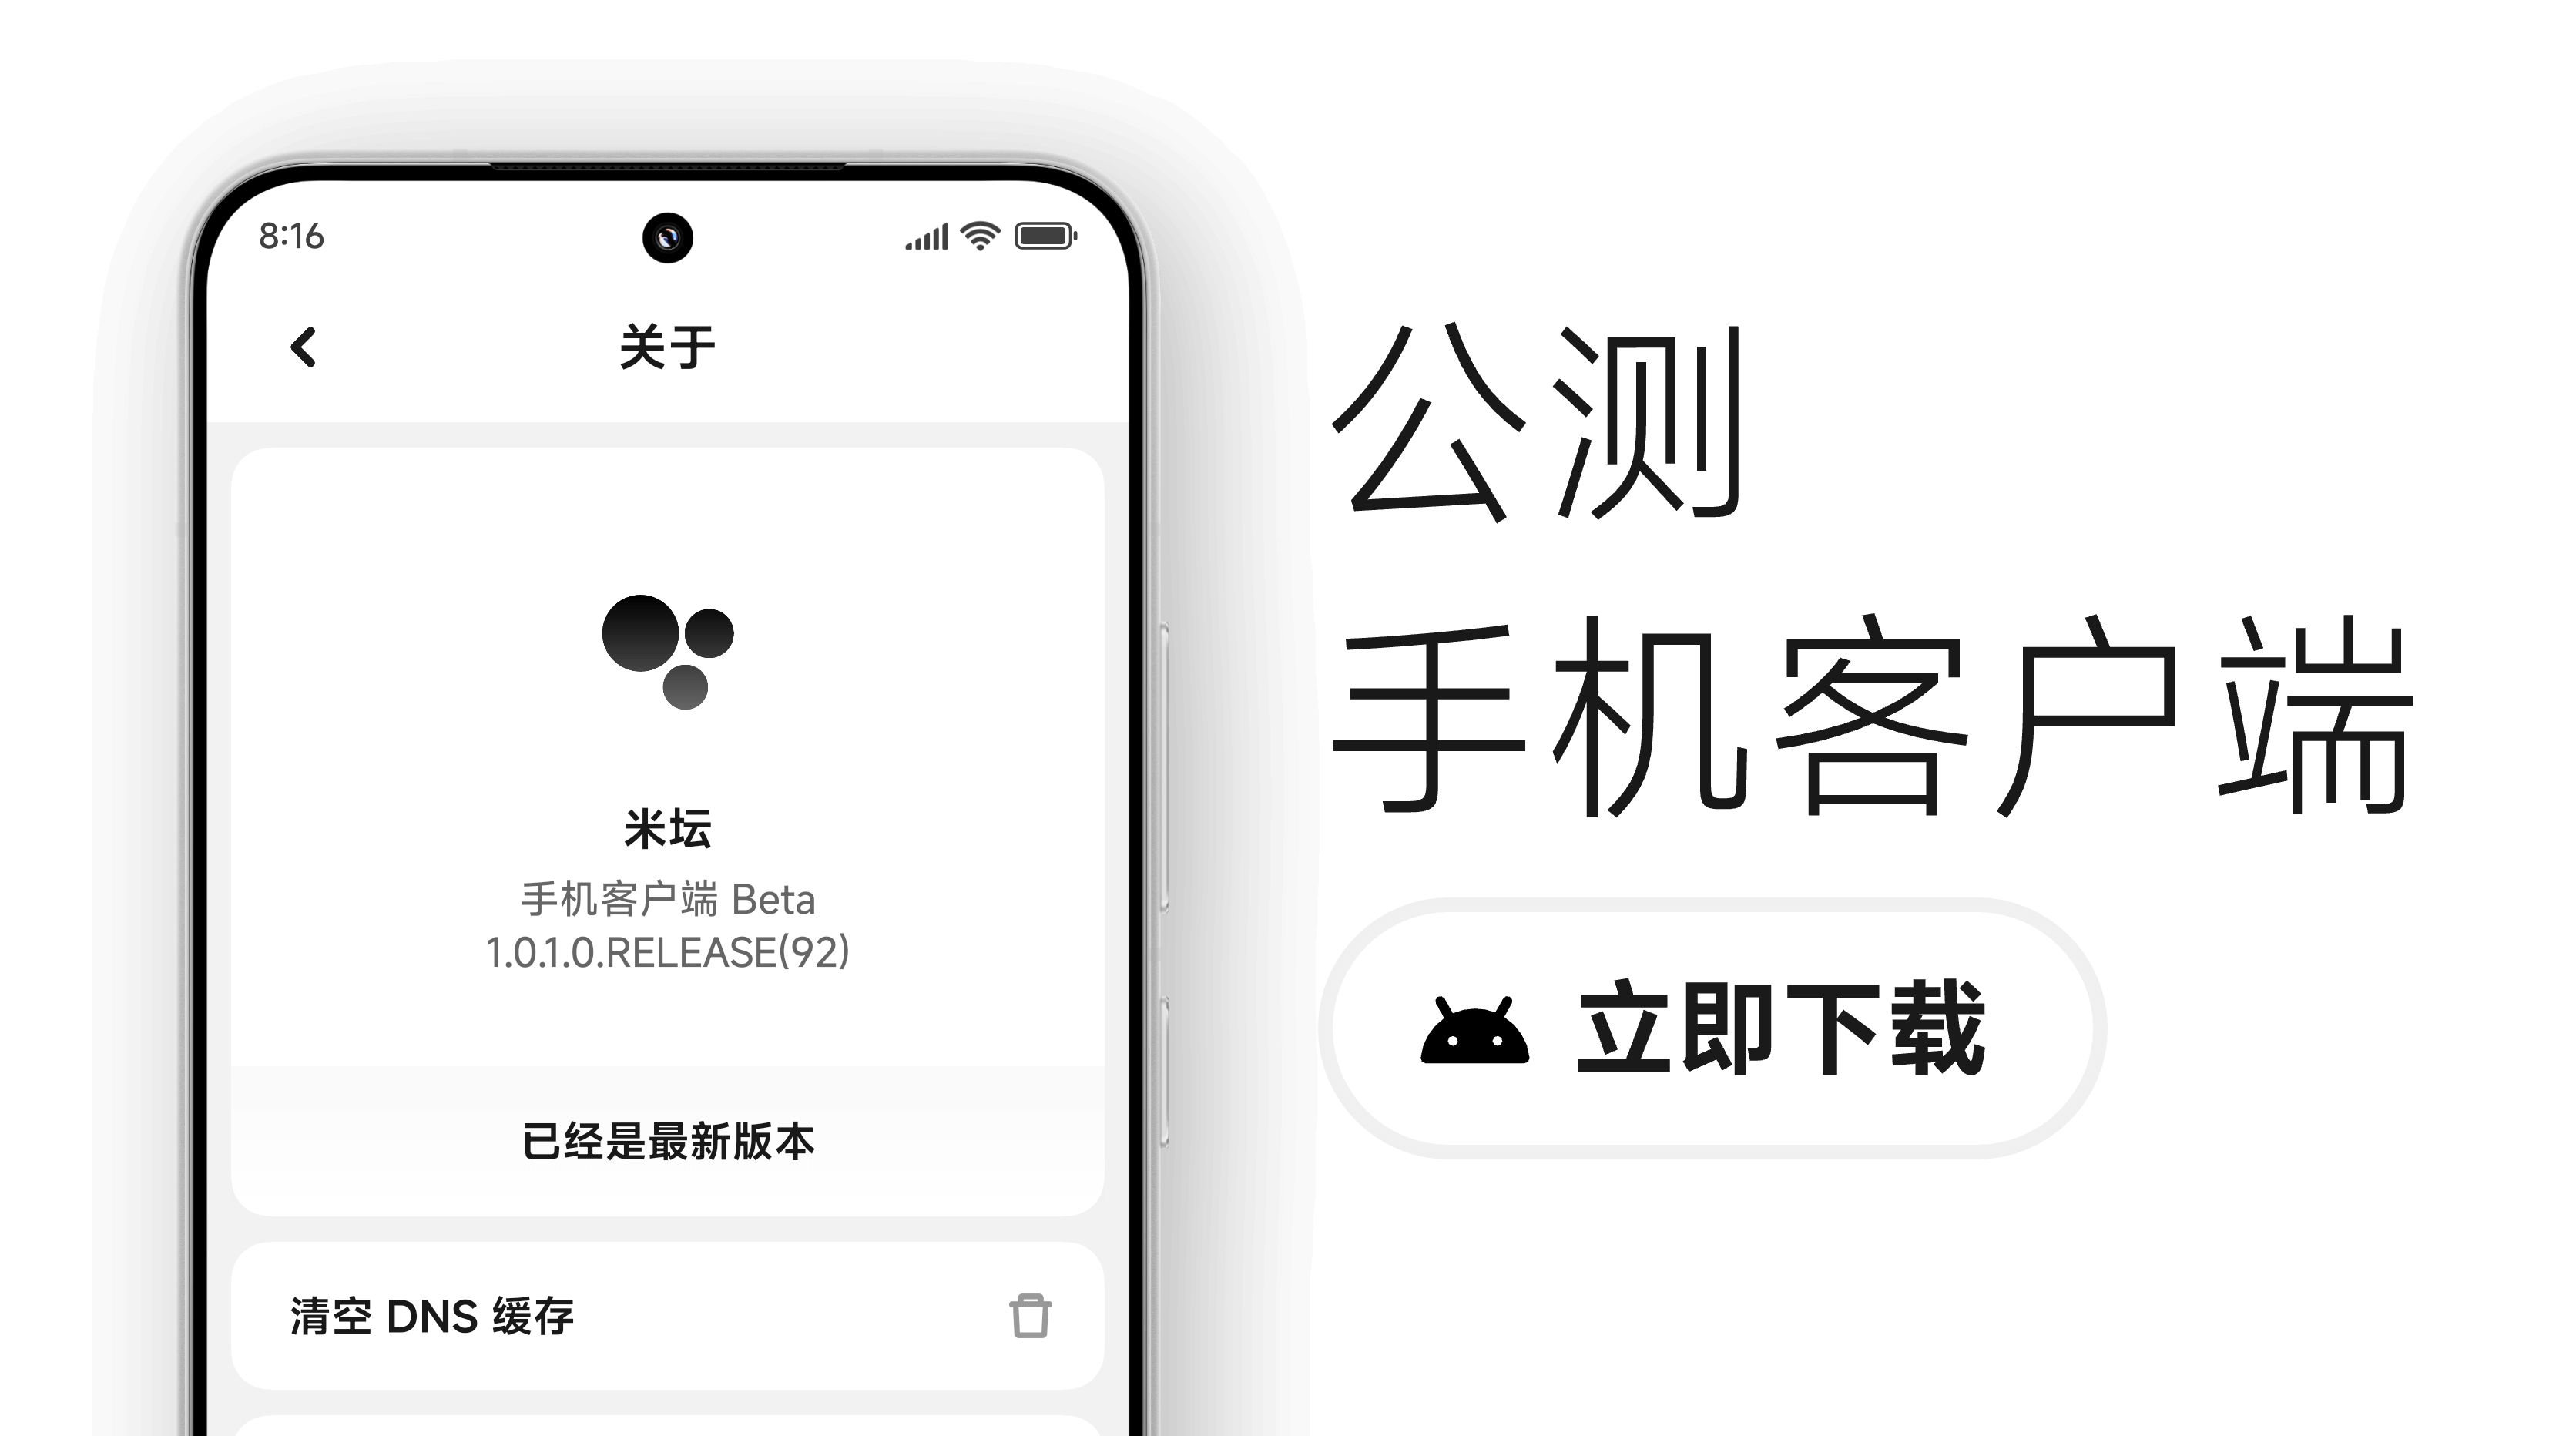 8:16
关于
米坛
手机客户端 Beta
1.0.1.0.RELEASE(92)
已经是最新版本
清空 DNS 缓存
公测
手机客户端
立即下载